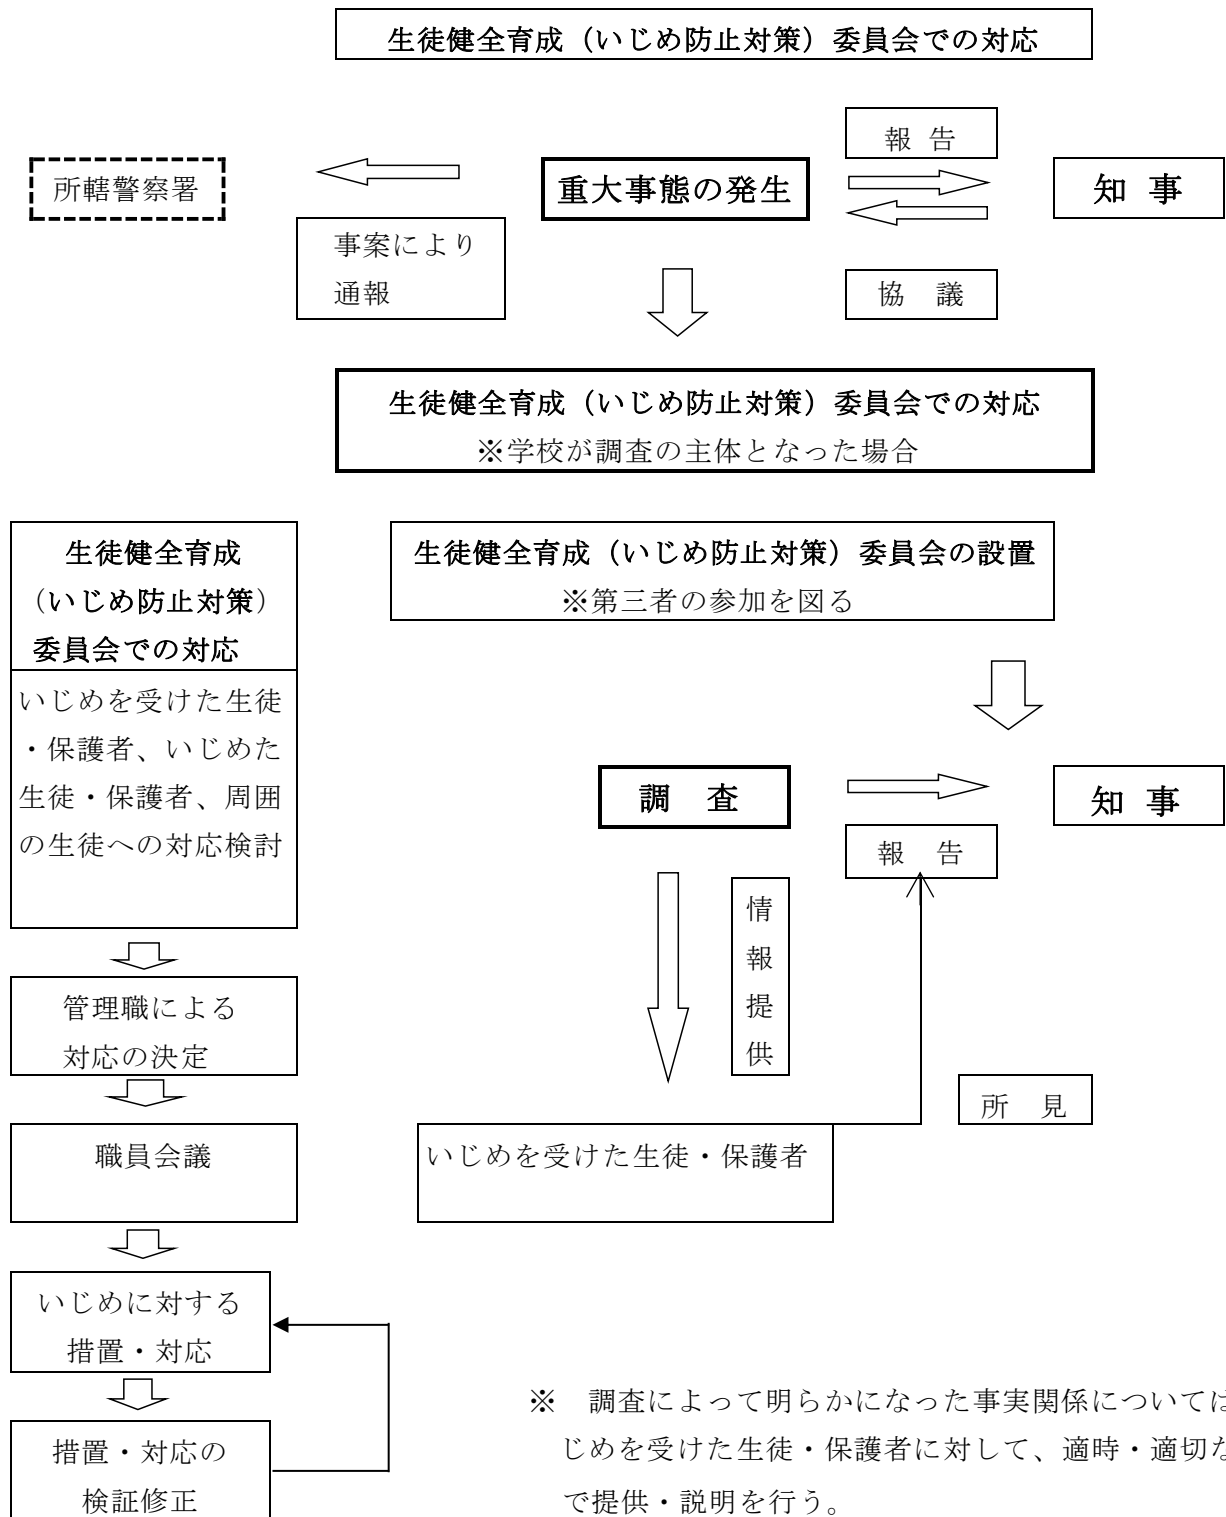 生徒健全育成（いじめ防止対策）委員会での対応
報 告
所轄警察署
重大事態の発生
知 事
事案により
通報
協 議
生徒健全育成（いじめ防止対策）委員会での対応
※学校が調査の主体となった場合
生徒健全育成
（いじめ防止対策）
委員会での対応
いじめを受けた生徒
・保護者、いじめた
生徒・保護者、周囲
の生徒への対応検討
生徒健全育成（いじめ防止対策）委員会の設置
※第三者の参加を図る
調 査
知 事
報 告
情報提供
管理職による
対応の決定
所 見
職員会議
いじめを受けた生徒・保護者
いじめに対する
措置・対応
措置・対応の
検証修正
※ 調査によって明らかになった事実関係については
じめを受けた生徒・保護者に対して、適時・適切な
で提供・説明を行う。